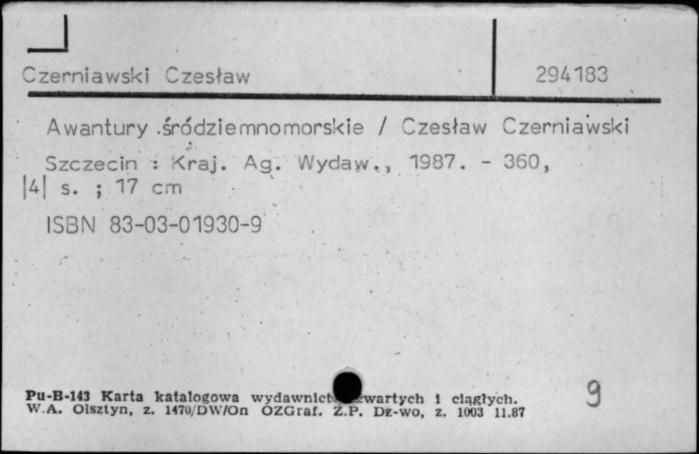 Czerniawski Czesław 294183
Awantury śródziemnomorskie / Czesław Czerniawski
Szczecin : Kraj. Ag. Wydaw., 1987. - 360,
|4| s. ; 17 cm
ISBN 83-03-01930-9
9
Pu-B-143 Karta katalogowa wydawnict zwartych i ciągłych.
W.A. Olsztyn, z. 1470/DW/On OZGraf. Z.P. Dz-wo, z. 1003 11.87